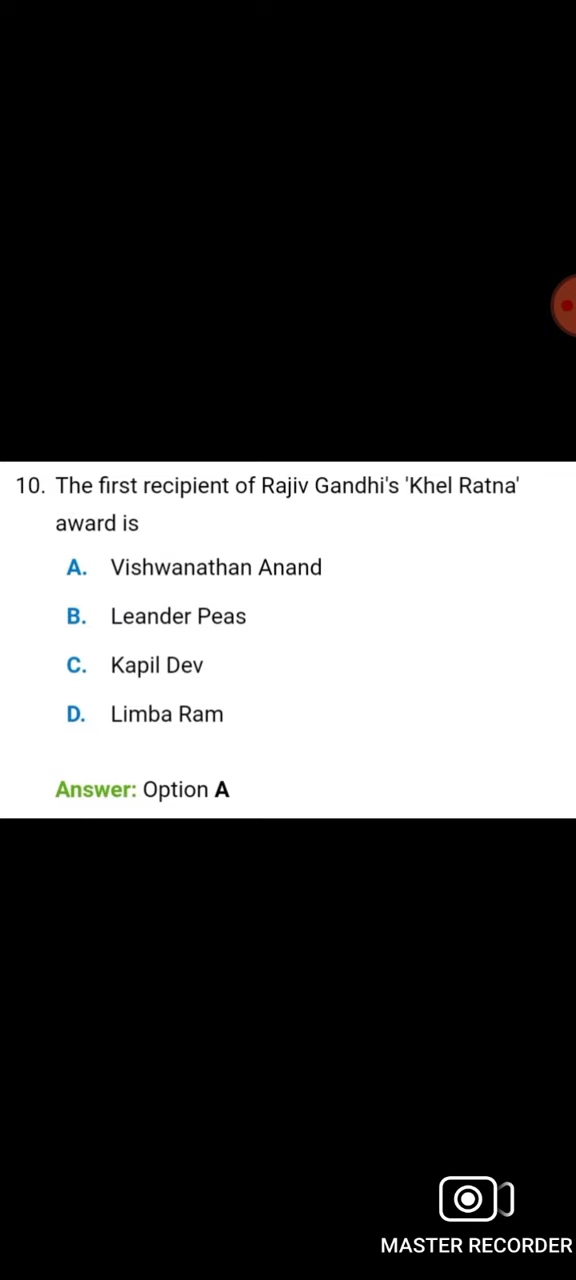 10. The first recipient of Rajiv Gandhi's 'Khel Ratna'
award is
A. Vishwanathan Anand
B. Leander Peas
C. Kapil Dev
D. Limba Ram
Answer: Option A
MASTER RECORDER